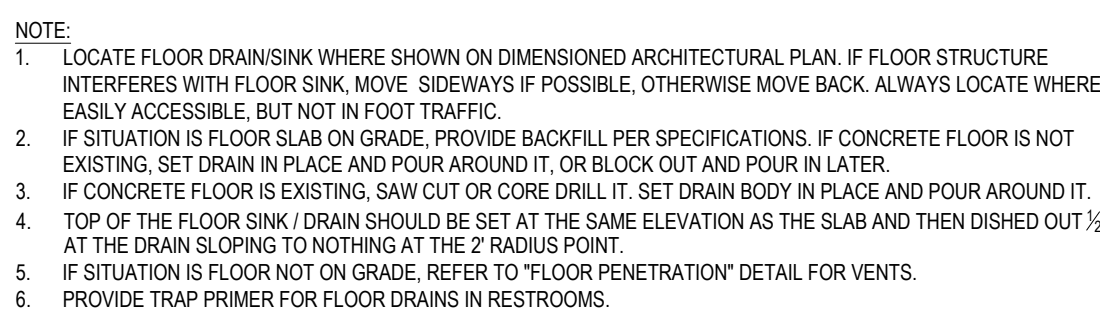 NOTE:
1. LOCATE FLOOR DRAIN/SINK WHERE SHOWN ON DIMENSIONED ARCHITECTURAL PLAN. IF FLOOR STRUCTURE
INTERFERES WITH FLOOR SINK, MOVE SIDEWAYS IF POSSIBLE, OTHERWISE MOVE BACK. ALWAYS LOCATE WHERE
EASILY ACCESSIBLE, BUT NOT IN FOOT TRAFFIC.
2. IF SITUATION IS FLOOR SLAB ON GRADE, PROVIDE BACKFILL PER SPECIFICATIONS. IF CONCRETE FLOOR IS NOT
EXISTING, SET DRAIN IN PLACE AND POUR AROUND IT, OR BLOCK OUT AND POUR IN LATER.
3. IF CONCRETE FLOOR IS EXISTING, SAW CUT OR CORE DRILL IT. SET DRAIN BODY IN PLACE AND POUR AROUND IT.
4. TOP OF THE FLOOR SINK / DRAIN SHOULD BE SET AT THE SAME ELEVATION AS THE SLAB AND THEN DISHED OUT ½
AT THE DRAIN SLOPING TO NOTHING AT THE 2' RADIUS POINT.
5. IF SITUATION IS FLOOR NOT ON GRADE, REFER TO "FLOOR PENETRATION" DETAIL FOR VENTS.
6. PROVIDE TRAP PRIMER FOR FLOOR DRAINS IN RESTROOMS.